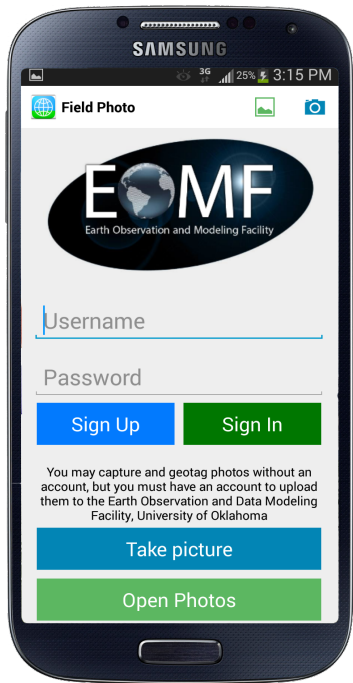 SAMSUNG
3G 25% 3:15 PM
Field Photo
EOMF
Earth Observation and Modeling Facility
Username
Password
Sign Up Sign In
You may capture and geotag photos without an
account, but you must have an account to upload
them to the Earth Observation and Data Modeling
Facility, University of Oklahoma
Take picture
Open Photos